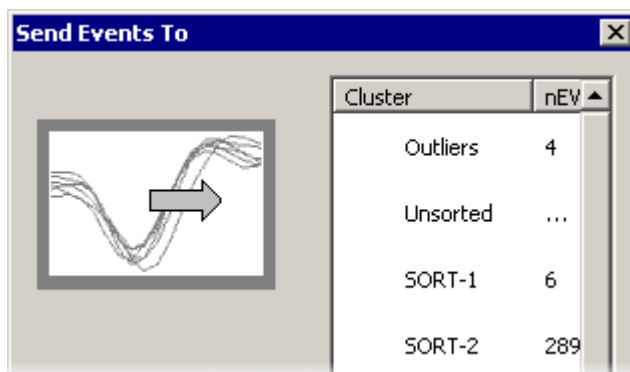 Send Events To
Cluster nEV
Outliers 4
Unsorted ...
SORT-1 6
SORT-2 289